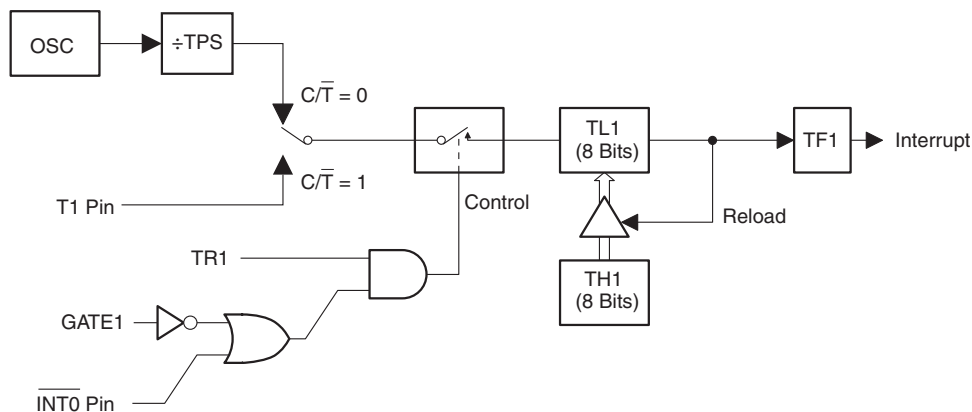 OSC
÷TPS
C/T̅ = 0
TL1
(8 Bits)
TF1
Interrupt
C/T̅ = 1
T1 Pin
Control
Reload
TR1
TH1
(8 Bits)
GATE1
I̅N̅T̅0̅ Pin